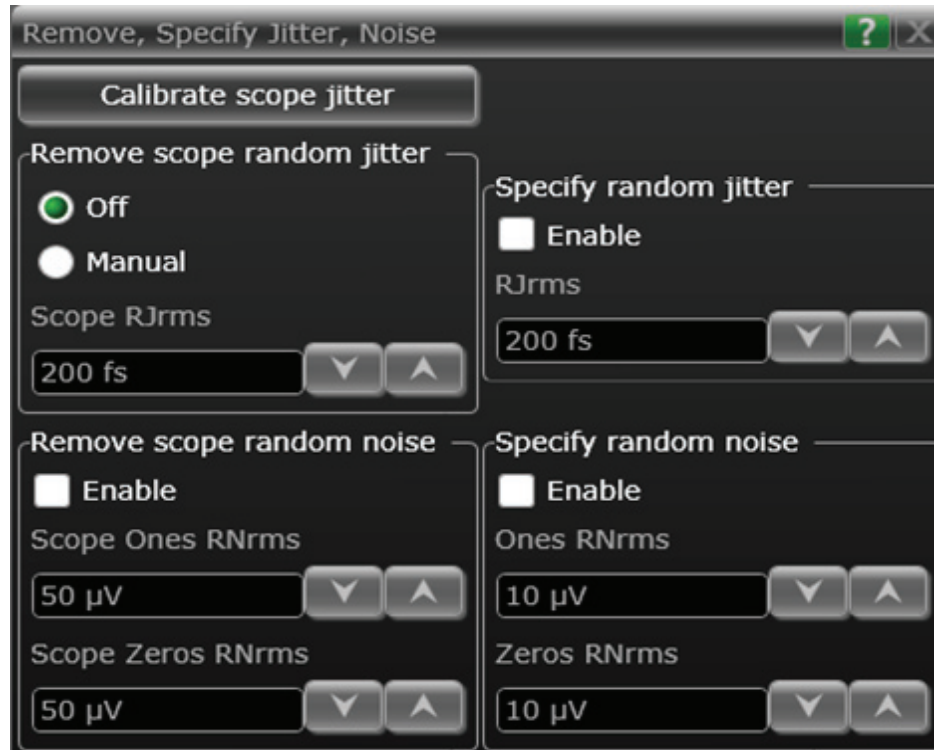 Remove, Specify Jitter, Noise
?
X
Calibrate scope jitter
Remove scope random jitter
Off
Manual
Scope RJrms
200 fs
Specify random jitter
Enable
RJrms
200 fs
Remove scope random noise
Enable
Scope Ones RNrms
50 µV
Scope Zeros RNrms
50 µV
Specify random noise
Enable
Ones RNrms
10 µV
Zeros RNrms
10 µV